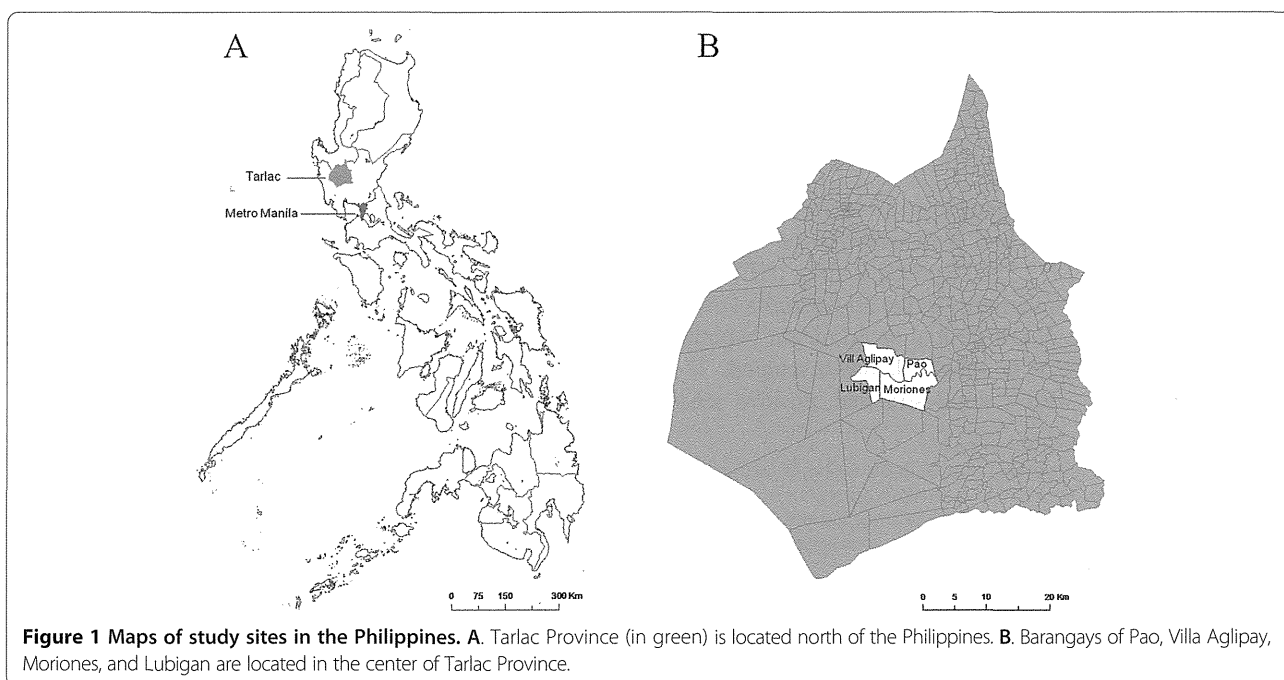 A
B
Tarlac
Metro Manila
Vill Aglipay
Pao
Lubigan
Moriones
0 75 150 300 Km
0 5 10 20 Km
Figure 1 Maps of study sites in the Philippines. A. Tarlac Province (in green) is located north of the Philippines. B. Barangays of Pao, Villa Aglipay,
Moriones, and Lubigan are located in the center of Tarlac Province.